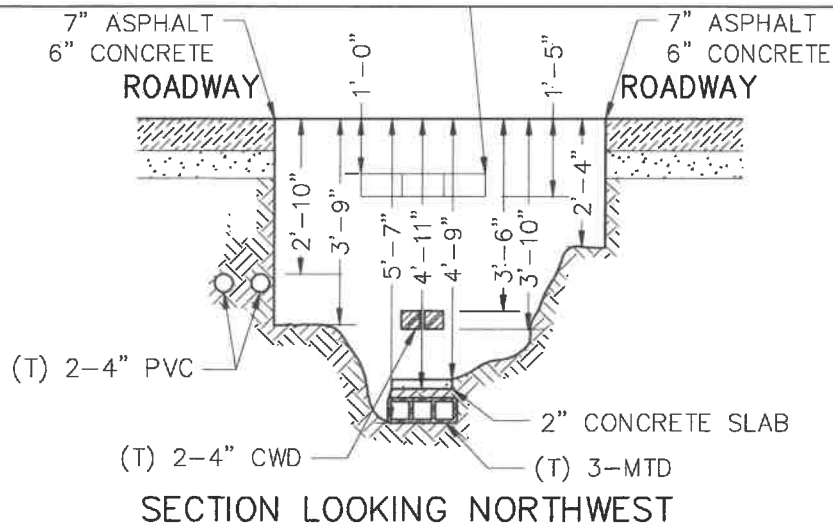 7" ASPHALT
6" CONCRETE
ROADWAY
1'-0"
1'-5"
7" ASPHALT
6" CONCRETE
ROADWAY
2'-10"
3'-9"
5'-7"
4'-11"
4'-9"
3'-6"
3'-10"
2'-4"
(T) 2-4" PVC
2" CONCRETE SLAB
(T) 2-4" CWD
(T) 3-MTD
SECTION LOOKING NORTHWEST